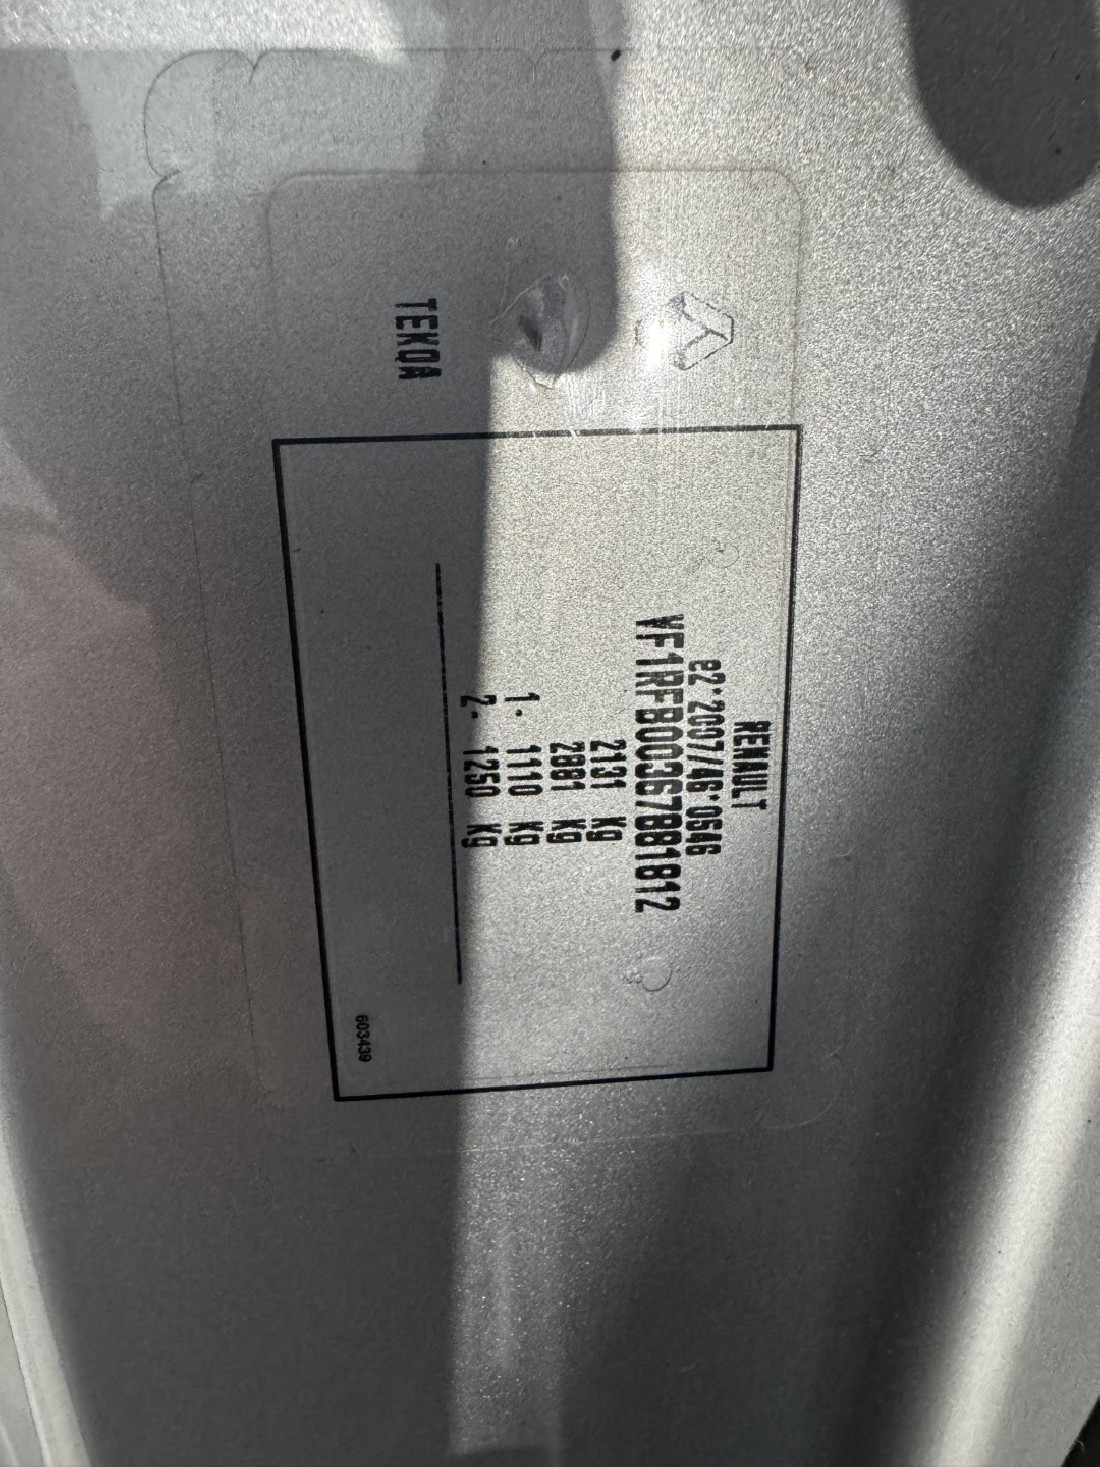 RENAULT
e2*2007/46*0546
VF1RFB00367881812
2131 Kg
2881 Kg
1: 1110 Kg
2: 1250 Kg
TEKQA
603439